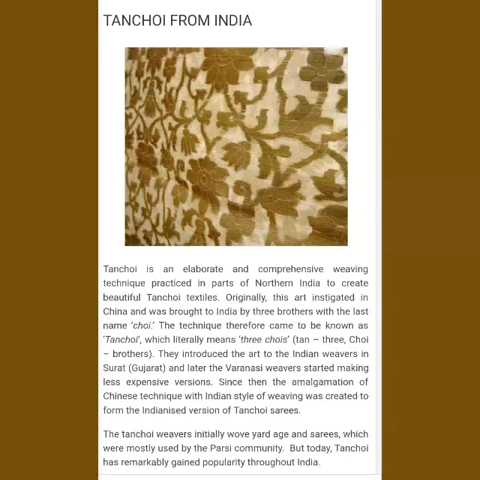 TANCHOI FROM INDIA
Tanchoi is an elaborate and comprehensive weaving
technique practiced in parts of Northern India to create
beautiful Tanchoi textiles. Originally, this art instigated in
China and was brought to India by three brothers with the last
name ‘choi.’ The technique therefore came to be known as
‘Tanchoi’, which literally means ‘three chois’ (tan – three, Choi
– brothers). They introduced the art to the Indian weavers in
Surat (Gujarat) and later the Varanasi weavers started making
less expensive versions. Since then the amalgamation of
Chinese technique with Indian style of weaving was created to
form the Indianised version of Tanchoi sarees.
The tanchoi weavers initially wove yard age and sarees, which
were mostly used by the Parsi community. But today, Tanchoi
has remarkably gained popularity throughout India.